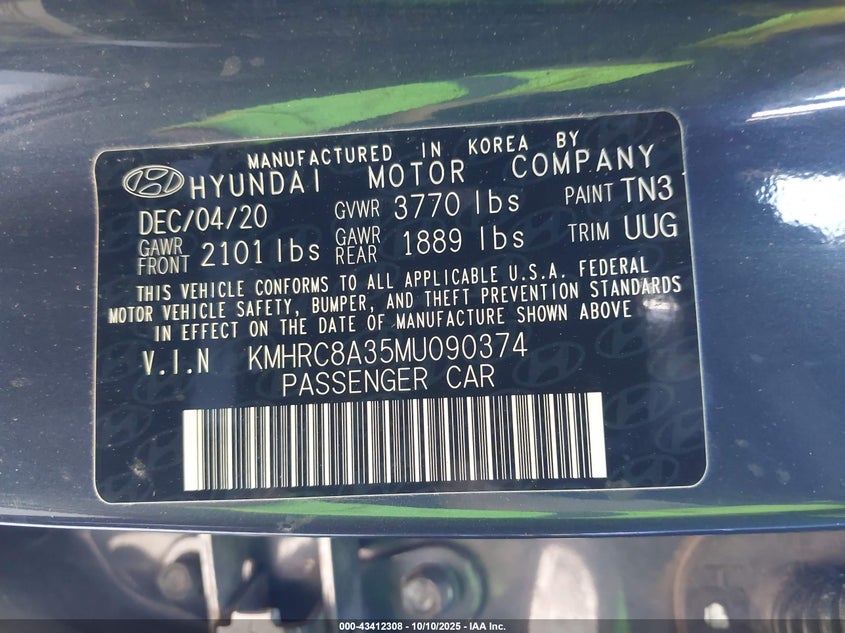 MANUFACTURED IN KOREA BY
HYUNDAI MOTOR COMPANY
DEC/04/20 GVWR 3770 lbs PAINT TN3
GAWR FRONT 2101 lbs GAWR REAR 1889 lbs TRIM UUG
THIS VEHICLE CONFORMS TO ALL APPLICABLE U.S.A. FEDERAL
MOTOR VEHICLE SAFETY, BUMPER, AND THEFT PREVENTION STANDARDS
IN EFFECT ON THE DATE OF MANUFACTURE SHOWN ABOVE
V.I.N KMHRC8A35MU090374
PASSENGER CAR
000-43412308 - 10/10/2025 - IAA Inc.